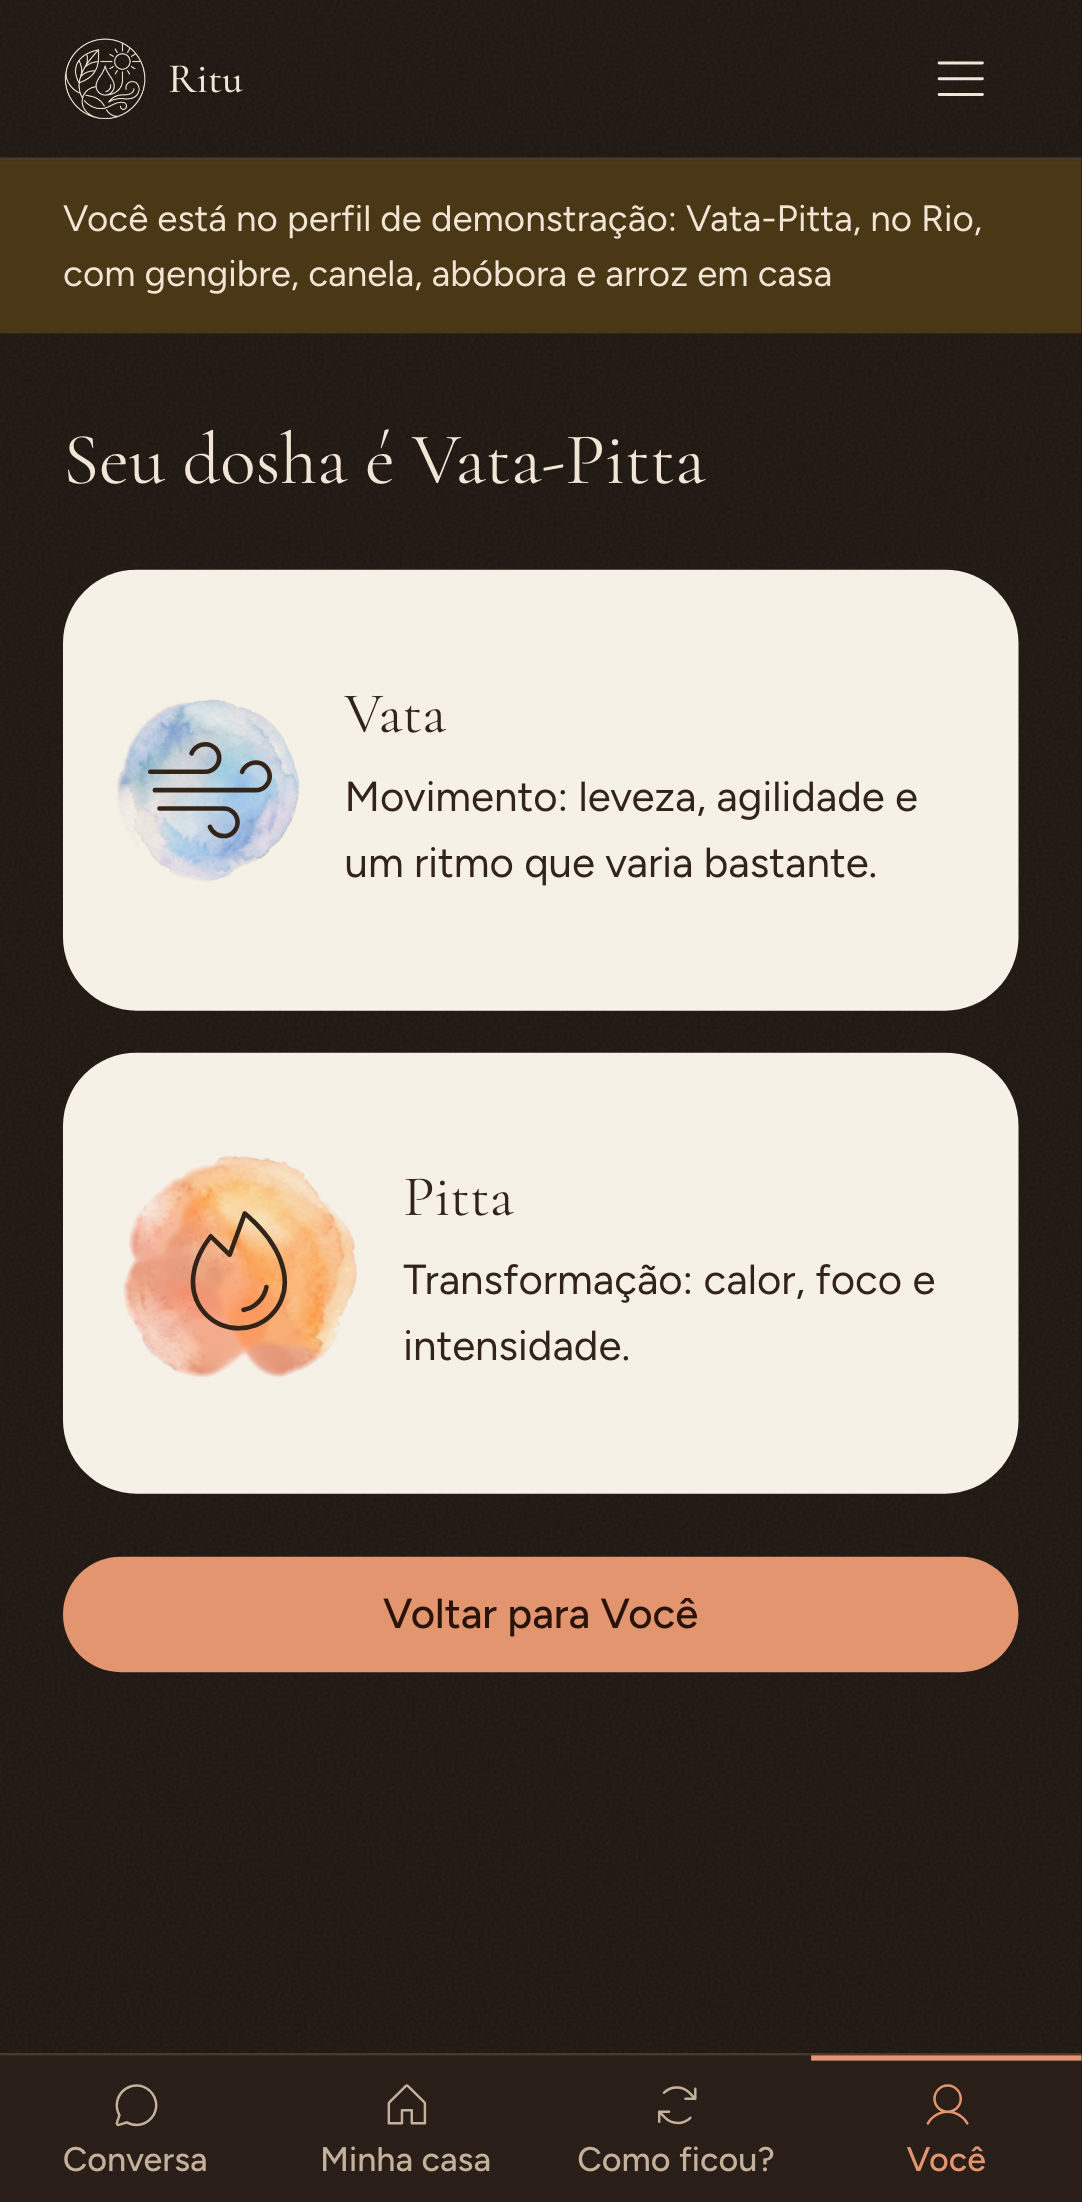 Ritu
Você está no perfil de demonstração: Vata-Pitta, no Rio,
com gengibre, canela, abóbora e arroz em casa
Seu dosha é Vata-Pitta
Vata
Movimento: leveza, agilidade e
um ritmo que varia bastante.
Pitta
Transformação: calor, foco e
intensidade.
Voltar para Você
Conversa
Minha casa
Como ficou?
Você